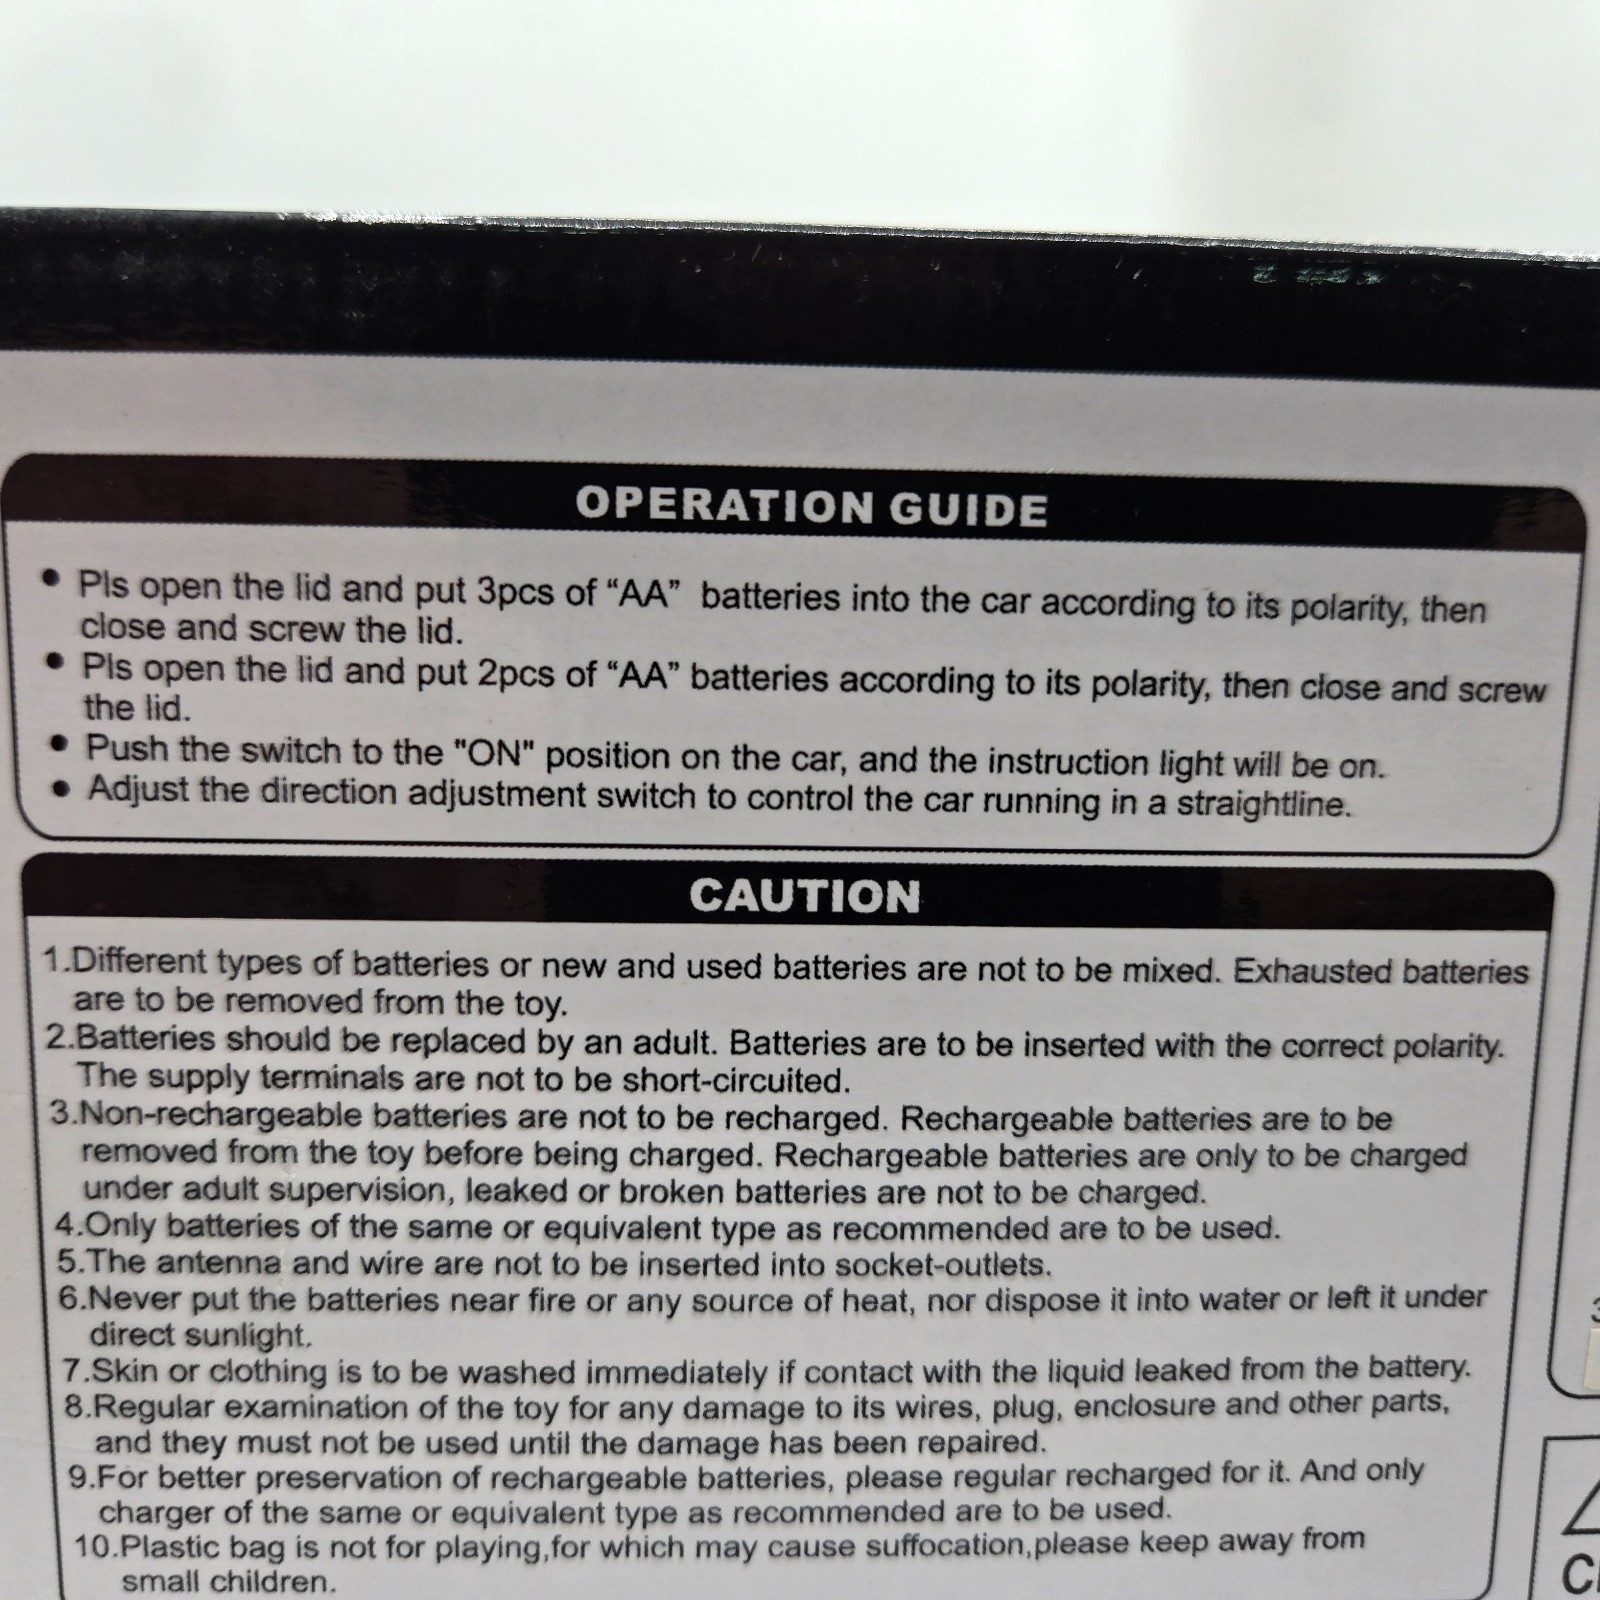 OPERATION GUIDE
• Pls open the lid and put 3pcs of “AA” batteries into the car according to its polarity, then
close and screw the lid.
• Pls open the lid and put 2pcs of “AA” batteries according to its polarity, then close and screw
the lid.
• Push the switch to the "ON" position on the car, and the instruction light will be on.
• Adjust the direction adjustment switch to control the car running in a straightline.
CAUTION
1.Different types of batteries or new and used batteries are not to be mixed. Exhausted batteries
are to be removed from the toy.
2.Batteries should be replaced by an adult. Batteries are to be inserted with the correct polarity.
The supply terminals are not to be short-circuited.
3.Non-rechargeable batteries are not to be recharged. Rechargeable batteries are to be
removed from the toy before being charged. Rechargeable batteries are only to be charged
under adult supervision, leaked or broken batteries are not to be charged.
4.Only batteries of the same or equivalent type as recommended are to be used.
5.The antenna and wire are not to be inserted into socket-outlets.
6.Never put the batteries near fire or any source of heat, nor dispose it into water or left it under
direct sunlight.
7.Skin or clothing is to be washed immediately if contact with the liquid leaked from the battery.
8.Regular examination of the toy for any damage to its wires, plug, enclosure and other parts,
and they must not be used until the damage has been repaired.
9.For better preservation of rechargeable batteries, please regular recharged for it. And only
charger of the same or equivalent type as recommended are to be used.
10.Plastic bag is not for playing,for which may cause suffocation,please keep away from
small children.